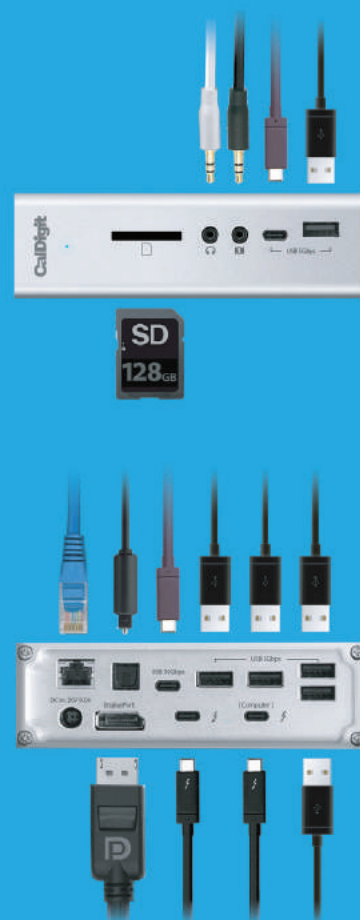 CalDigit
USB 5Gbps
SD
128GB
USB 10Gbps
USB 5Gbps
DC In: 20V 9.0A
DisplayPort
(Computer)